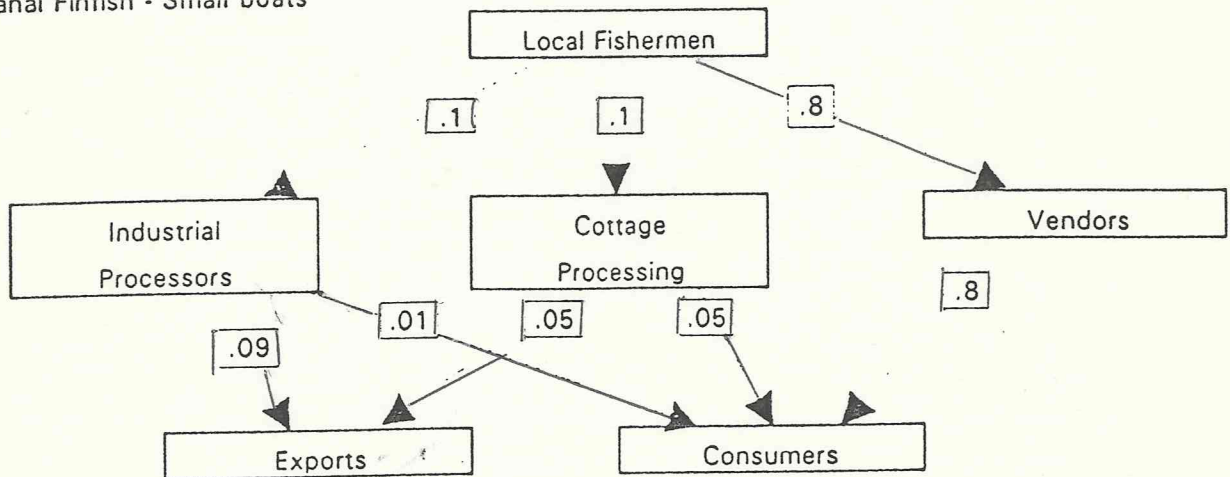 Finfish - Small boats
Local Fishermen
.1
.1
.8
Industrial
Processors
Cottage
Processing
Vendors
.8
.01
.05
.05
.09
Exports
Consumers